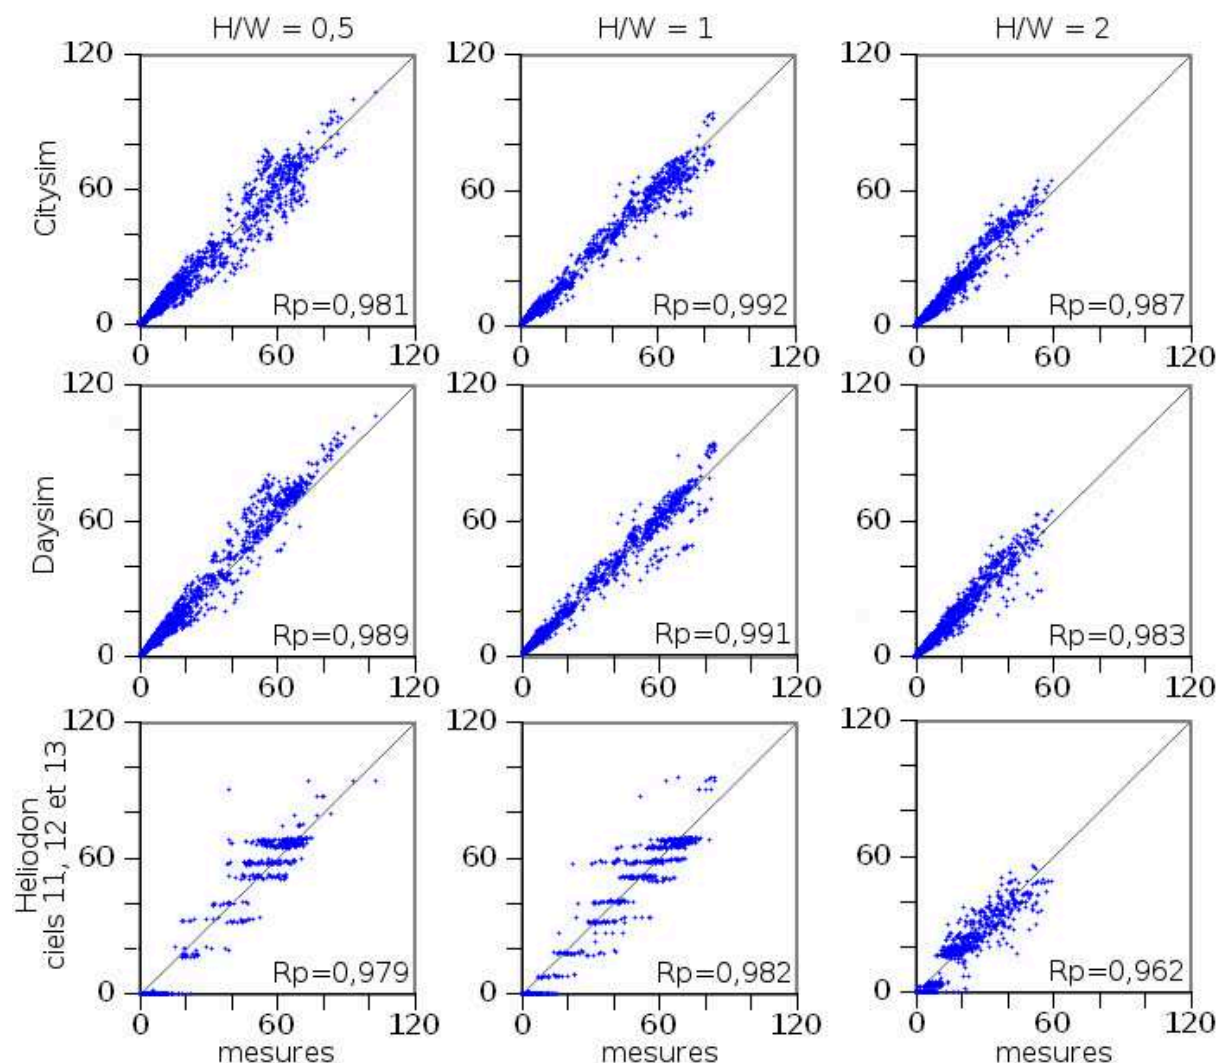 H/W = 0,5 H/W = 1 H/W = 2
Citysim
120 120 120
60 60 60
0 0 0
Rp=0,981 Rp=0,992 Rp=0,987
0 60 120 0 60 120 0 60 120
Daysim
120 120 120
60 60 60
0 0 0
Rp=0,989 Rp=0,991 Rp=0,983
0 60 120 0 60 120 0 60 120
Heliodon
ciels 11, 12 et 13
120 120 120
60 60 60
0 0 0
Rp=0,979 Rp=0,982 Rp=0,962
0 60 120 0 60 120 0 60 120
mesures mesures mesures